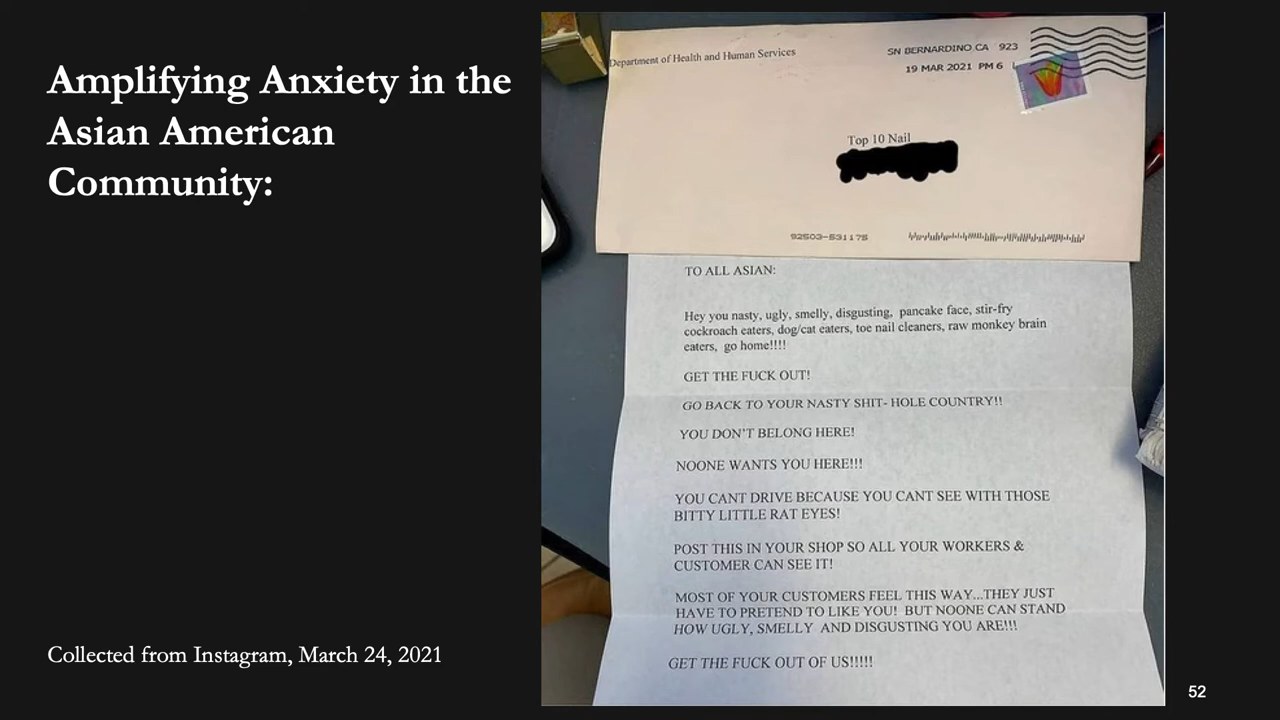 Amplifying Anxiety in the
Asian American
Community:
Collected from Instagram, March 24, 2021
Department of Health and Human Services
SN BERNARDINO CA 923
19 MAR 2021 PM 6 L
Top 10 Nail
92503-531175
TO ALL ASIAN:
Hey you nasty, ugly, smelly, disgusting, pancake face, stir-fry
cockroach eaters, dog/cat eaters, toe nail cleaners, raw monkey brain
eaters, go home!!!!
GET THE FUCK OUT!
GO BACK TO YOUR NASTY SHIT- HOLE COUNTRY!!
YOU DON'T BELONG HERE!
NOONE WANTS YOU HERE!!!
YOU CANT DRIVE BECAUSE YOU CANT SEE WITH THOSE
BITTY LITTLE RAT EYES!
POST THIS IN YOUR SHOP SO ALL YOUR WORKERS &
CUSTOMER CAN SEE IT!
MOST OF YOUR CUSTOMERS FEEL THIS WAY...THEY JUST
HAVE TO PRETEND TO LIKE YOU! BUT NOONE CAN STAND
HOW UGLY, SMELLY AND DISGUSTING YOU ARE!!!
GET THE FUCK OUT OF US!!!!!
52